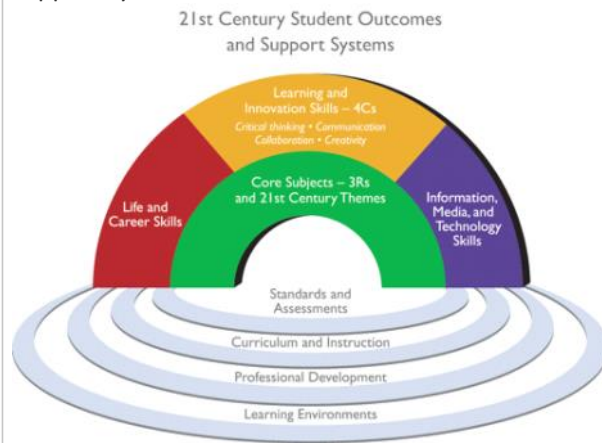 21st Century Student Outcomes
and Support Systems
Learning and
Innovation Skills – 4Cs
Critical thinking • Communication
Collaboration • Creativity
Core Subjects – 3Rs
and 21st Century Themes
Life and
Career Skills
Information,
Media, and
Technology
Skills
Standards and
Assessments
Curriculum and Instruction
Professional Development
Learning Environments